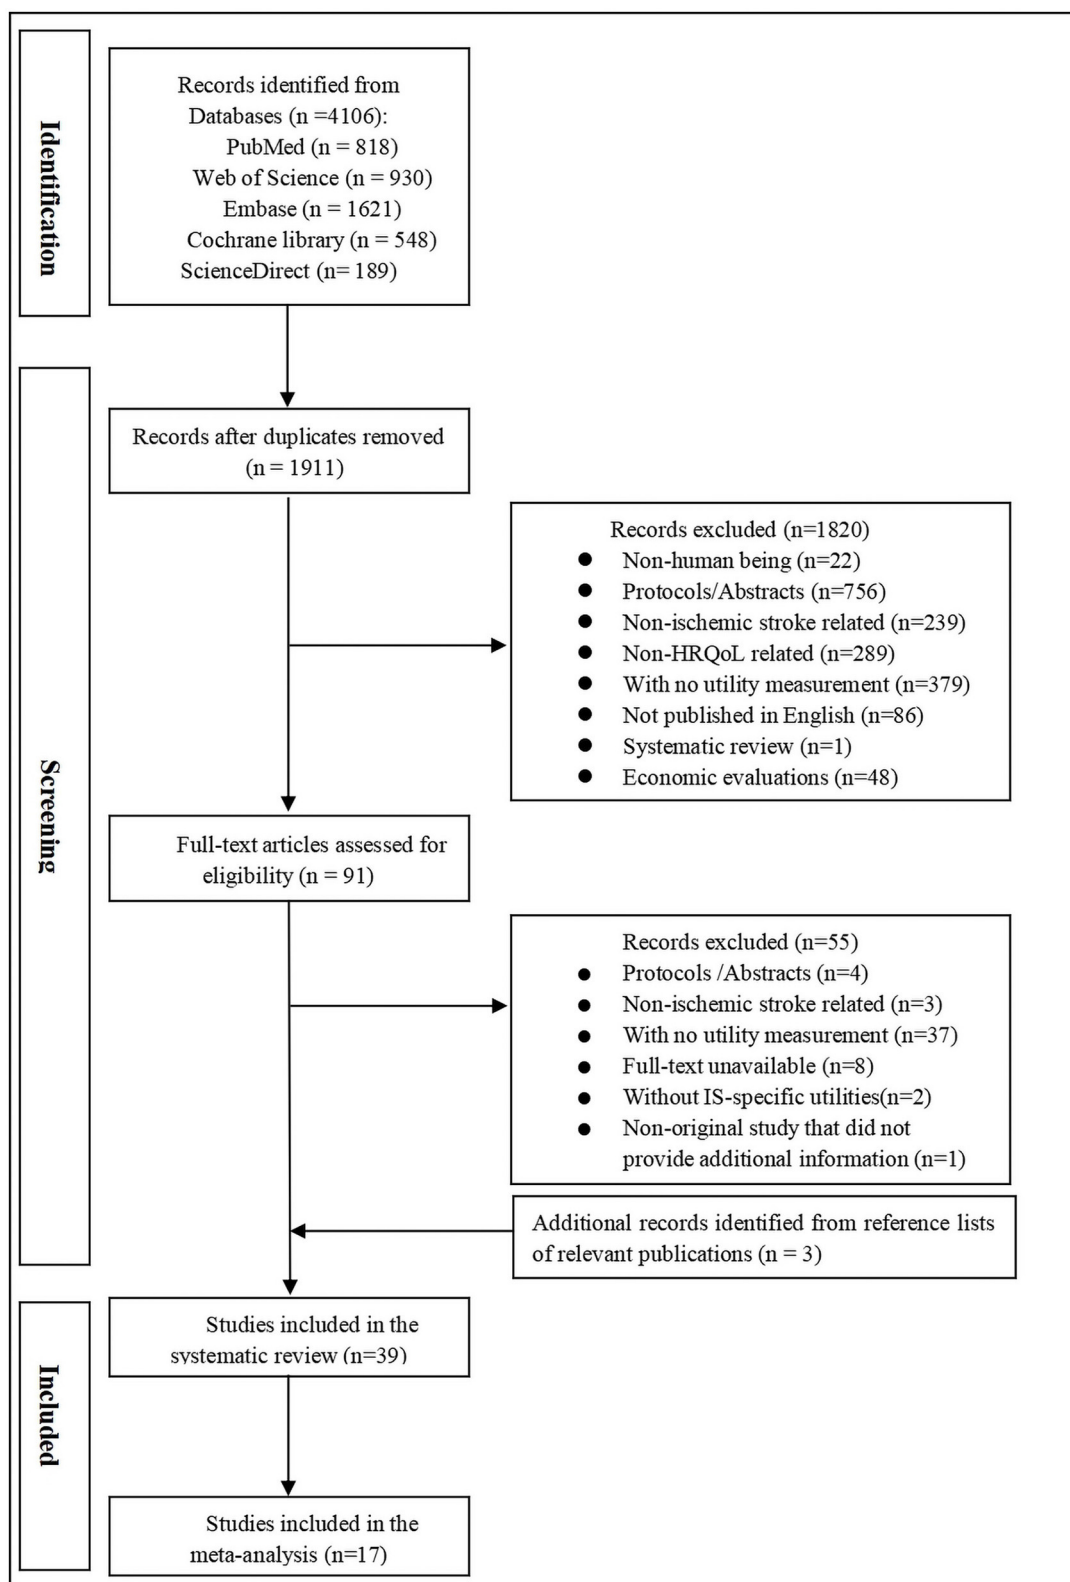 Identification
Records identified from
Databases (n =4106):
PubMed (n = 818)
Web of Science (n = 930)
Embase (n = 1621)
Cochrane library (n = 548)
ScienceDirect (n= 189)
Screening
Records after duplicates removed
(n = 1911)
Records excluded (n=1820)
● Non-human being (n=22)
● Protocols/Abstracts (n=756)
● Non-ischemic stroke related (n=239)
● Non-HRQoL related (n=289)
● With no utility measurement (n=379)
● Not published in English (n=86)
● Systematic review (n=1)
● Economic evaluations (n=48)
Full-text articles assessed for
eligibility (n = 91)
Records excluded (n=55)
● Protocols /Abstracts (n=4)
● Non-ischemic stroke related (n=3)
● With no utility measurement (n=37)
● Full-text unavailable (n=8)
● Without IS-specific utilities(n=2)
● Non-original study that did not
provide additional information (n=1)
Additional records identified from reference lists
of relevant publications (n = 3)
Included
Studies included in the
systematic review (n=39)
Studies included in the
meta-analysis (n=17)